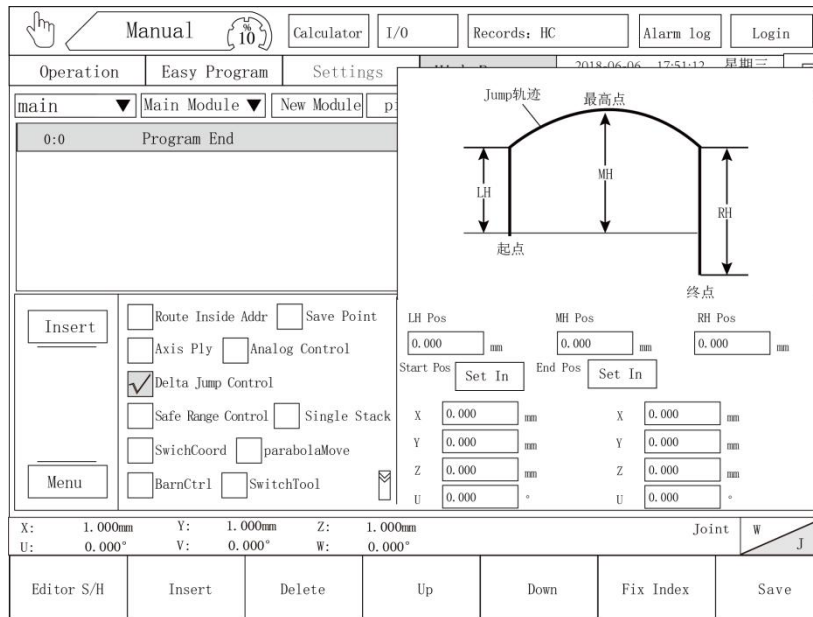 Manual
%
10
Calculator
I/O
Records: HC
Alarm log
Login
Operation
Easy Program
Settings
2018-06-06 17:51:12 星期三
main
Main Module
New Module
0:0 Program End
Jump轨迹
最高点
LH
MH
RH
起点
终点
Insert
Menu
Route Inside Addr
Save Point
Axis Ply
Analog Control
Delta Jump Control
Safe Range Control
Single Stack
SwichCoord
parabolaMove
BarnCtrl
SwitchTool
LH Pos
MH Pos
RH Pos
0.000 mm
0.000 mm
0.000 mm
Start Pos
Set In
End Pos
Set In
X 0.000 mm
X 0.000 mm
Y 0.000 mm
Y 0.000 mm
Z 0.000 mm
Z 0.000 mm
U 0.000 °
U 0.000 °
X: 1.000mm Y: 1.000mm Z: 1.000mm
U: 0.000° V: 0.000° W: 0.000°
Joint
W
J
Editor S/H
Insert
Delete
Up
Down
Fix Index
Save